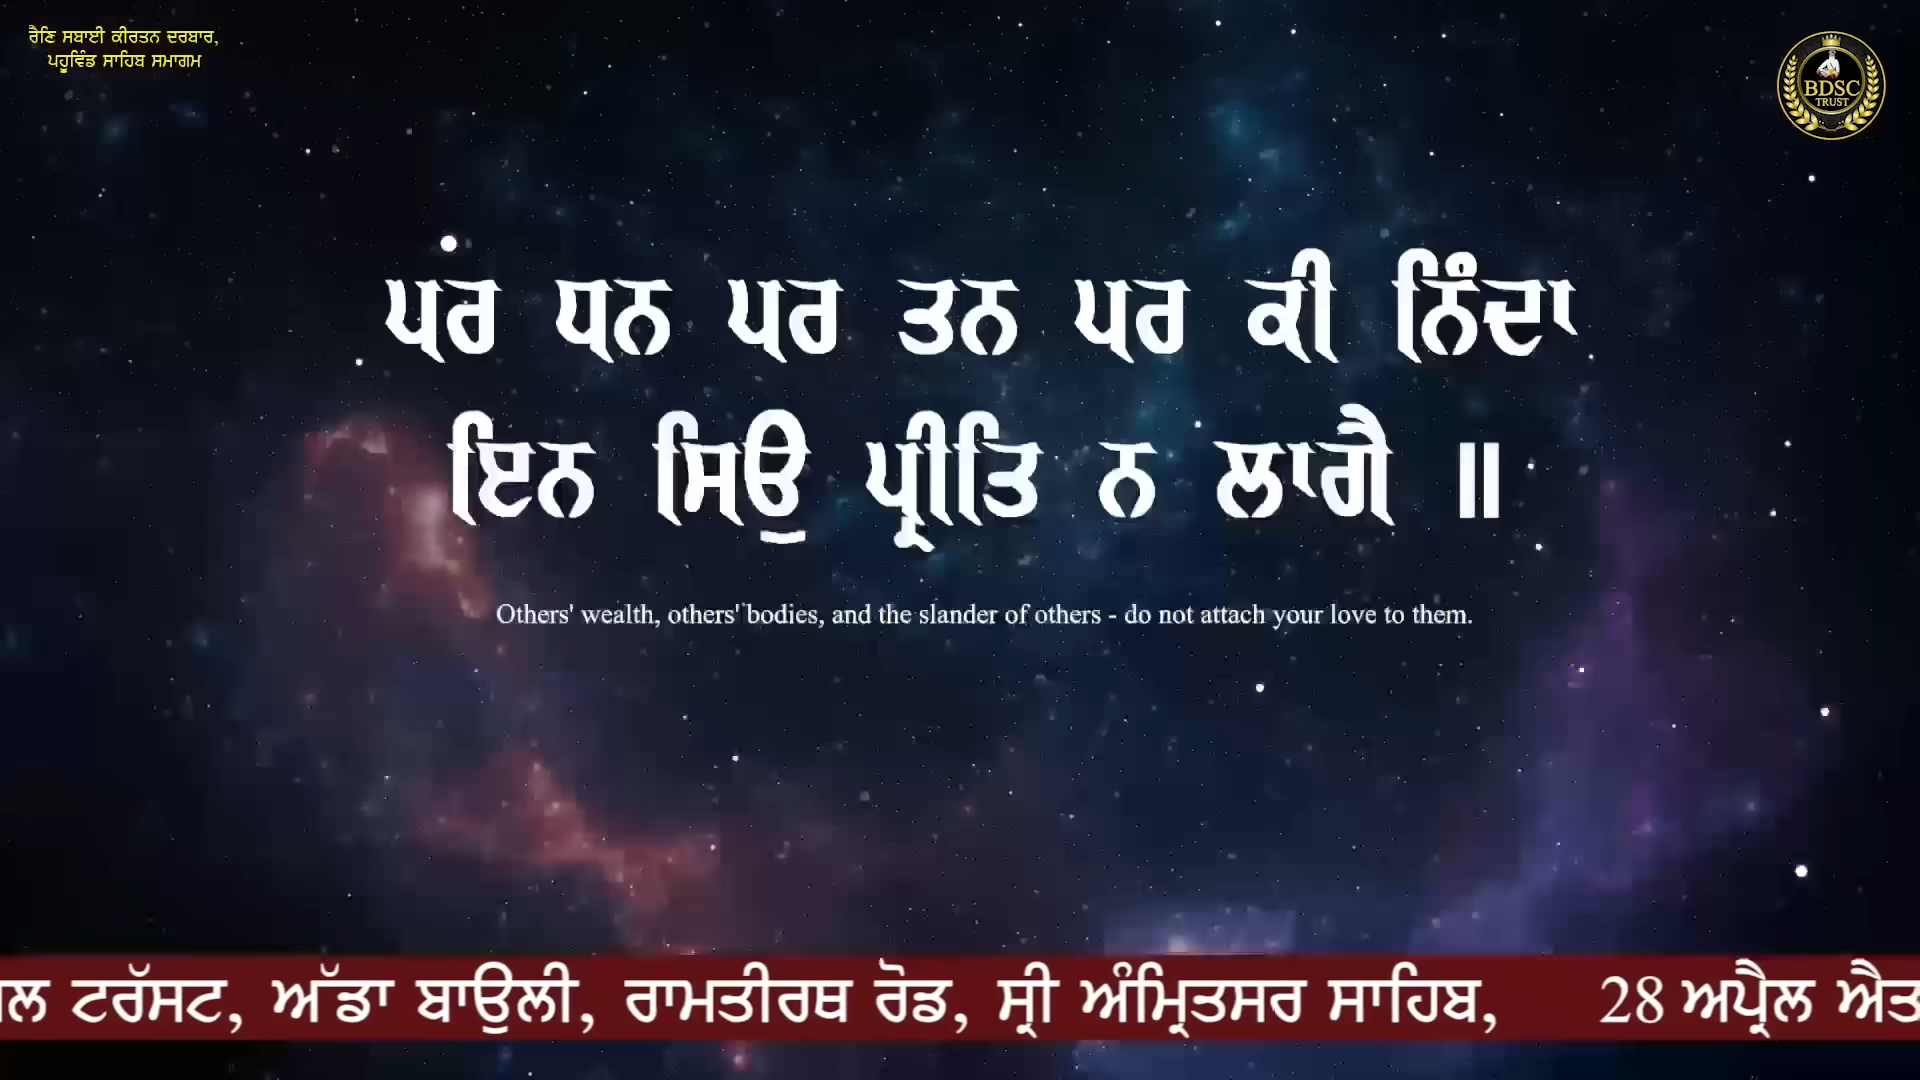 ਰੈਣਿ ਸਬਾਈ ਕੀਰਤਨ ਦਰਬਾਰ,
ਪਹੂਵਿੰਡ ਸਾਹਿਬ ਸਮਾਗਮ
BDSC
TRUST
ਪਰ ਧਨ ਪਰ ਤਨ ਪਰ ਕੀ ਨਿੰਦਾ
ਇਨ ਸਿਉ ਪ੍ਰੀਤਿ ਨ ਲਾਗੈ ॥
Others' wealth, others' bodies, and the slander of others - do not attach your love to them.
ਟਰੱਸਟ, ਅੱਡਾ ਬਾਉਲੀ, ਰਾਮਤੀਰਥ ਰੋਡ, ਸ੍ਰੀ ਅੰਮ੍ਰਿਤਸਰ ਸਾਹਿਬ, 28 ਅਪ੍ਰੈਲ